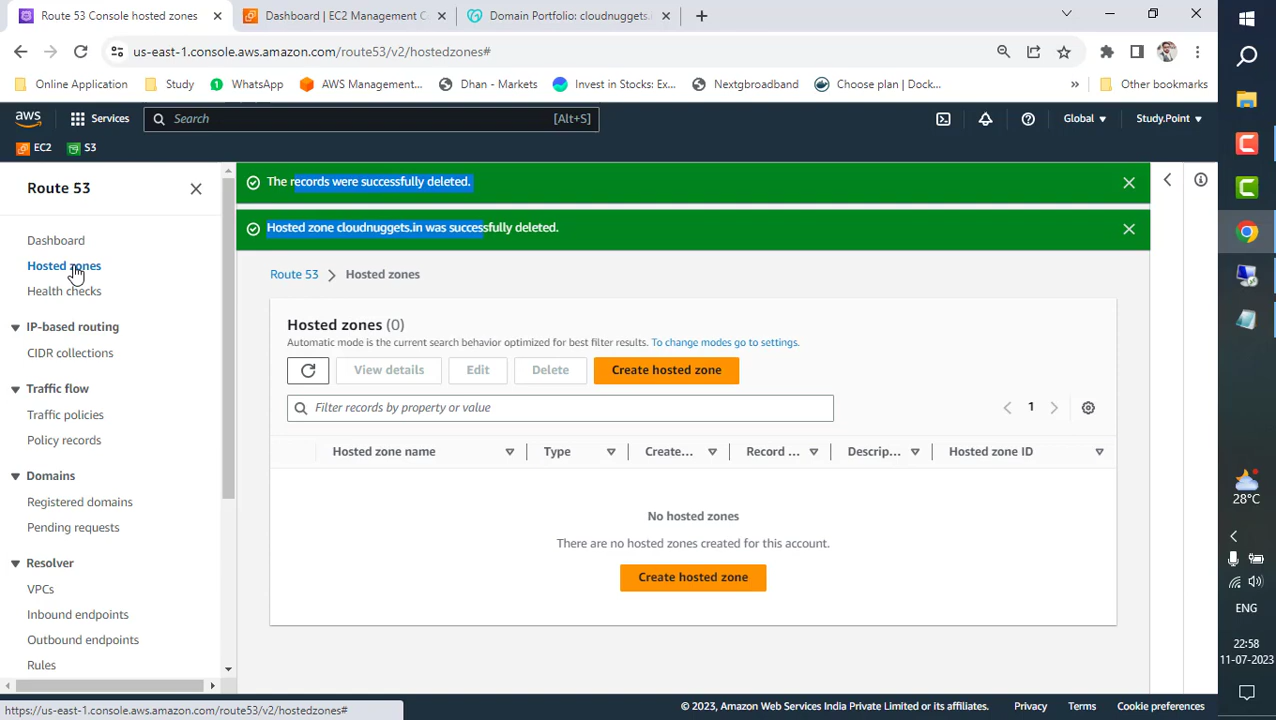 Route 53 Console hosted zones
Dashboard | EC2 Management C
Domain Portfolio: cloudnuggets.in
us-east-1.console.aws.amazon.com/route53/v2/hostedzones#
Online Application
Study
WhatsApp
AWS Management...
Dhan - Markets
Invest in Stocks: Ex...
Nextgbroadband
Choose plan | Dock...
»
Other bookmarks
aws
Services
Search
[Alt+S]
Global
Study.Point
EC2
S3
Route 53
Dashboard
Hosted zones
Health checks
IP-based routing
CIDR collections
Traffic flow
Traffic policies
Policy records
Domains
Registered domains
Pending requests
Resolver
VPCs
Inbound endpoints
Outbound endpoints
Rules
The records were successfully deleted.
Hosted zone cloudnuggets.in was successfully deleted.
Route 53 > Hosted zones
Hosted zones (0)
Automatic mode is the current search behavior optimized for best filter results. To change modes go to settings.
View details
Edit
Delete
Create hosted zone
Filter records by property or value
1
Hosted zone name
Type
Create...
Record ...
Descrip...
Hosted zone ID
No hosted zones
There are no hosted zones created for this account.
Create hosted zone
https://us-east-1.console.aws.amazon.com/route53/v2/hostedzones#
© 2023, Amazon Web Services India Private Limited or its affiliates.
Privacy
Terms
Cookie preferences
28°C
ENG
22:58
11-07-2023